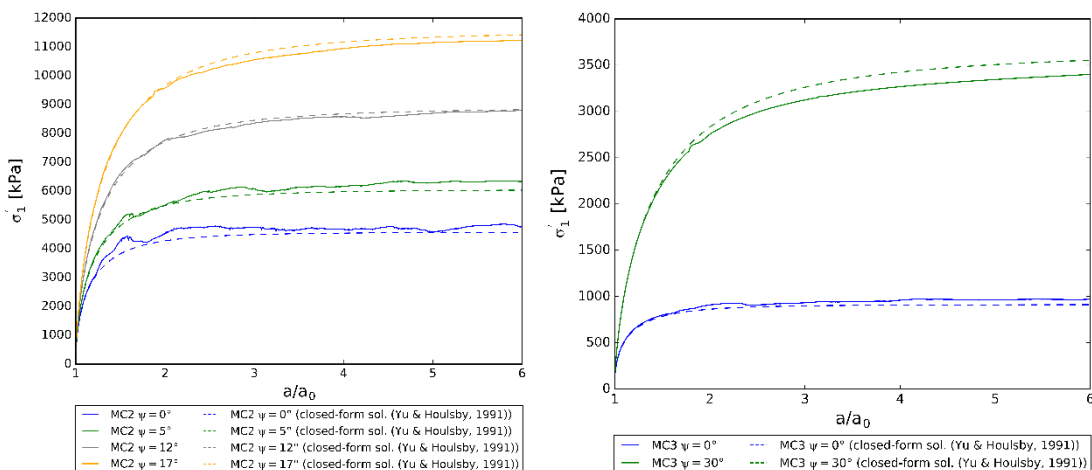 12000
11000
10000
9000
8000
7000
6000
5000
4000
3000
2000
1000
0
σ′1 [kPa]
1 2 3 4 5 6
a/a0
MC2 ψ = 0° MC2 ψ = 0° (closed-form sol. (Yu & Houlsby, 1991))
MC2 ψ = 5° MC2 ψ = 5° (closed-form sol. (Yu & Houlsby, 1991))
MC2 ψ = 12° MC2 ψ = 12° (closed-form sol. (Yu & Houlsby, 1991))
MC2 ψ = 17° MC2 ψ = 17° (closed-form sol. (Yu & Houlsby, 1991))
4000
3500
3000
2500
2000
1500
1000
500
0
σ′1 [kPa]
1 2 3 4 5 6
a/a0
MC3 ψ = 0° MC3 ψ = 0° (closed-form sol. (Yu & Houlsby, 1991))
MC3 ψ = 30° MC3 ψ = 30° (closed-form sol. (Yu & Houlsby, 1991))